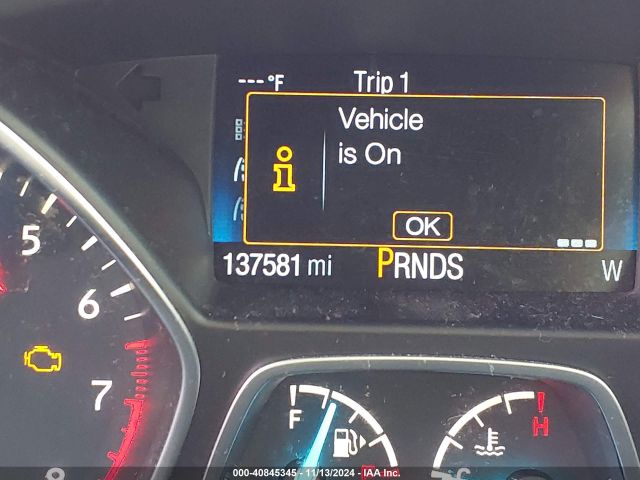 ---°F Trip 1
Vehicle
is On
OK
137581 mi PRNDS W
5
6
7
8
F
H
C
000-40845345 - 11/13/2024 - IAA Inc.